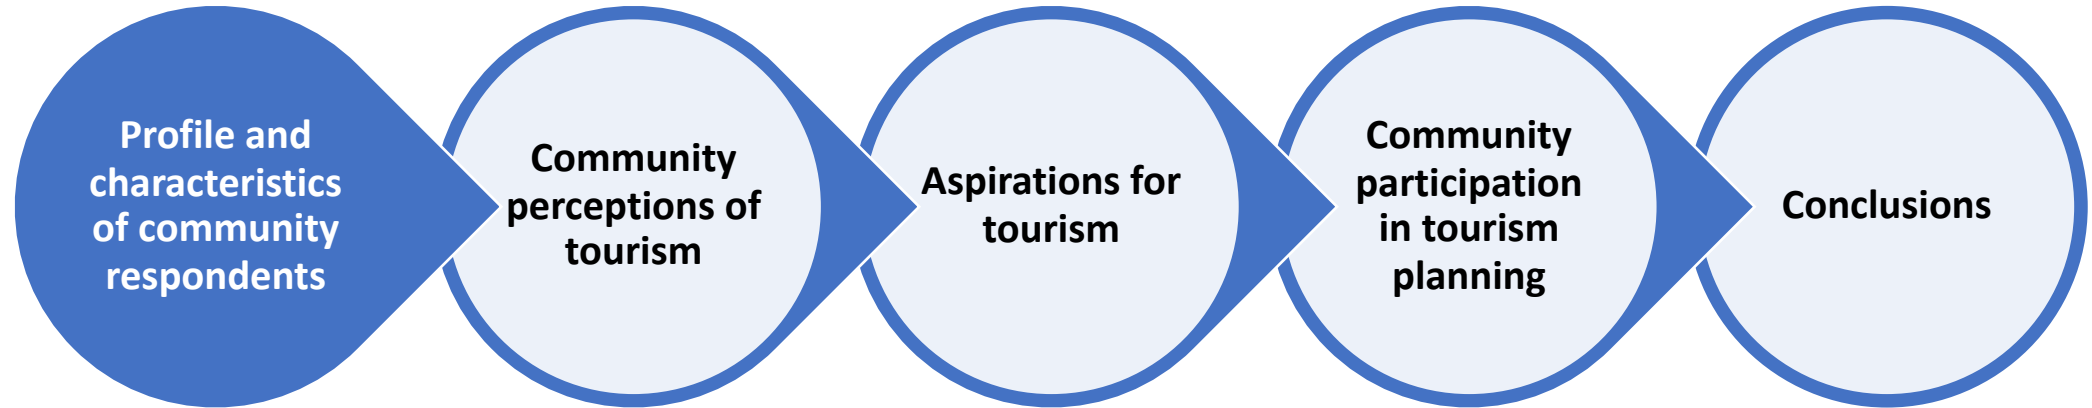 Profile and
characteristics
of community
respondents
Community
perceptions of
tourism
Aspirations for
tourism
Community
participation
in tourism
planning
Conclusions